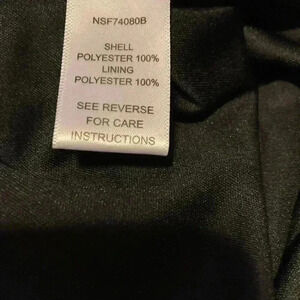 NSF74080B
SHELL
POLYESTER 100%
LINING
POLYESTER 100%
SEE REVERSE
FOR CARE
INSTRUCTIONS